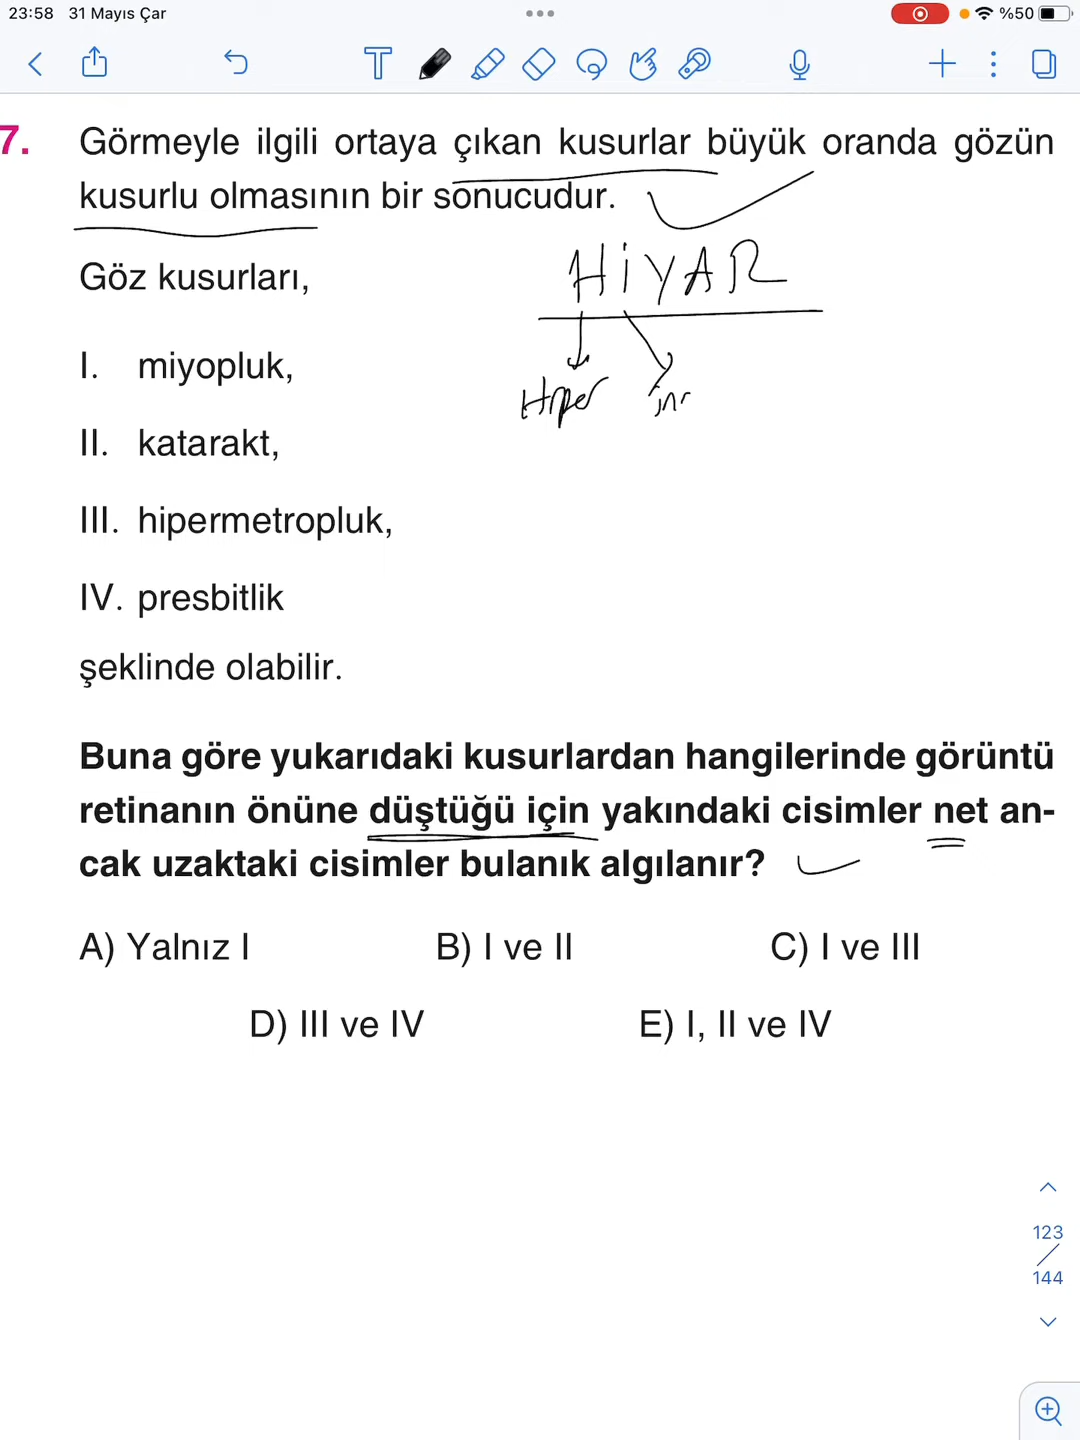 23:58 31 Mayıs Çar
%50
7. Görmeyle ilgili ortaya çıkan kusurlar büyük oranda gözün
kusurlu olmasının bir sonucudur.
HİYAR
Göz kusurları,
I. miyopluk,
Hiper
II. katarakt,
III. hipermetropluk,
IV. presbitlik
şeklinde olabilir.
Buna göre yukarıdaki kusurlardan hangilerinde görüntü
retinanın önüne düştüğü için yakındaki cisimler net an-
cak uzaktaki cisimler bulanık algılanır?
A) Yalnız I B) I ve II C) I ve III
D) III ve IV E) I, II ve IV
123
144